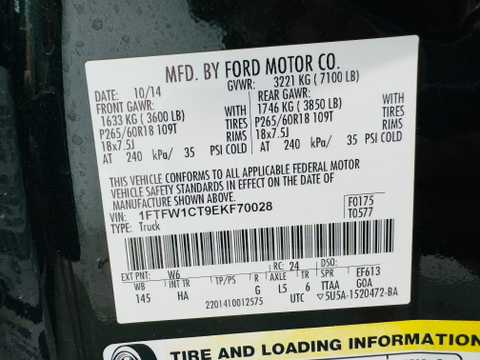 MFD. BY FORD MOTOR CO.
DATE: 10/14 GVWR: 3221 KG ( 7100 LB)
FRONT GAWR: REAR GAWR:
1633 KG ( 3600 LB) WITH 1746 KG ( 3850 LB) WITH
P265/60R18 109T TIRES P265/60R18 109T TIRES
18x7.5J RIMS 18x7.5J RIMS
AT 240 kPa/ 35 PSI COLD AT 240 kPa/ 35 PSI COLD
THIS VEHICLE CONFORMS TO ALL APPLICABLE FEDERAL MOTOR
VEHICLE SAFETY STANDARDS IN EFFECT ON THE DATE OF
MANUFACTURE SHOWN ABOVE.
VIN: 1FTFW1CT9EKF70028 F0175
TYPE: Truck T0577
EXT PNT: W6 RC: 24 DSO:
WB TP/PS R AXLE TR SPR EF613
145 HA G L5 6 TTAA GOA
2201410012575 UTC ▽5U5A-1520472-BA
TIRE AND LOADING INFORMATION